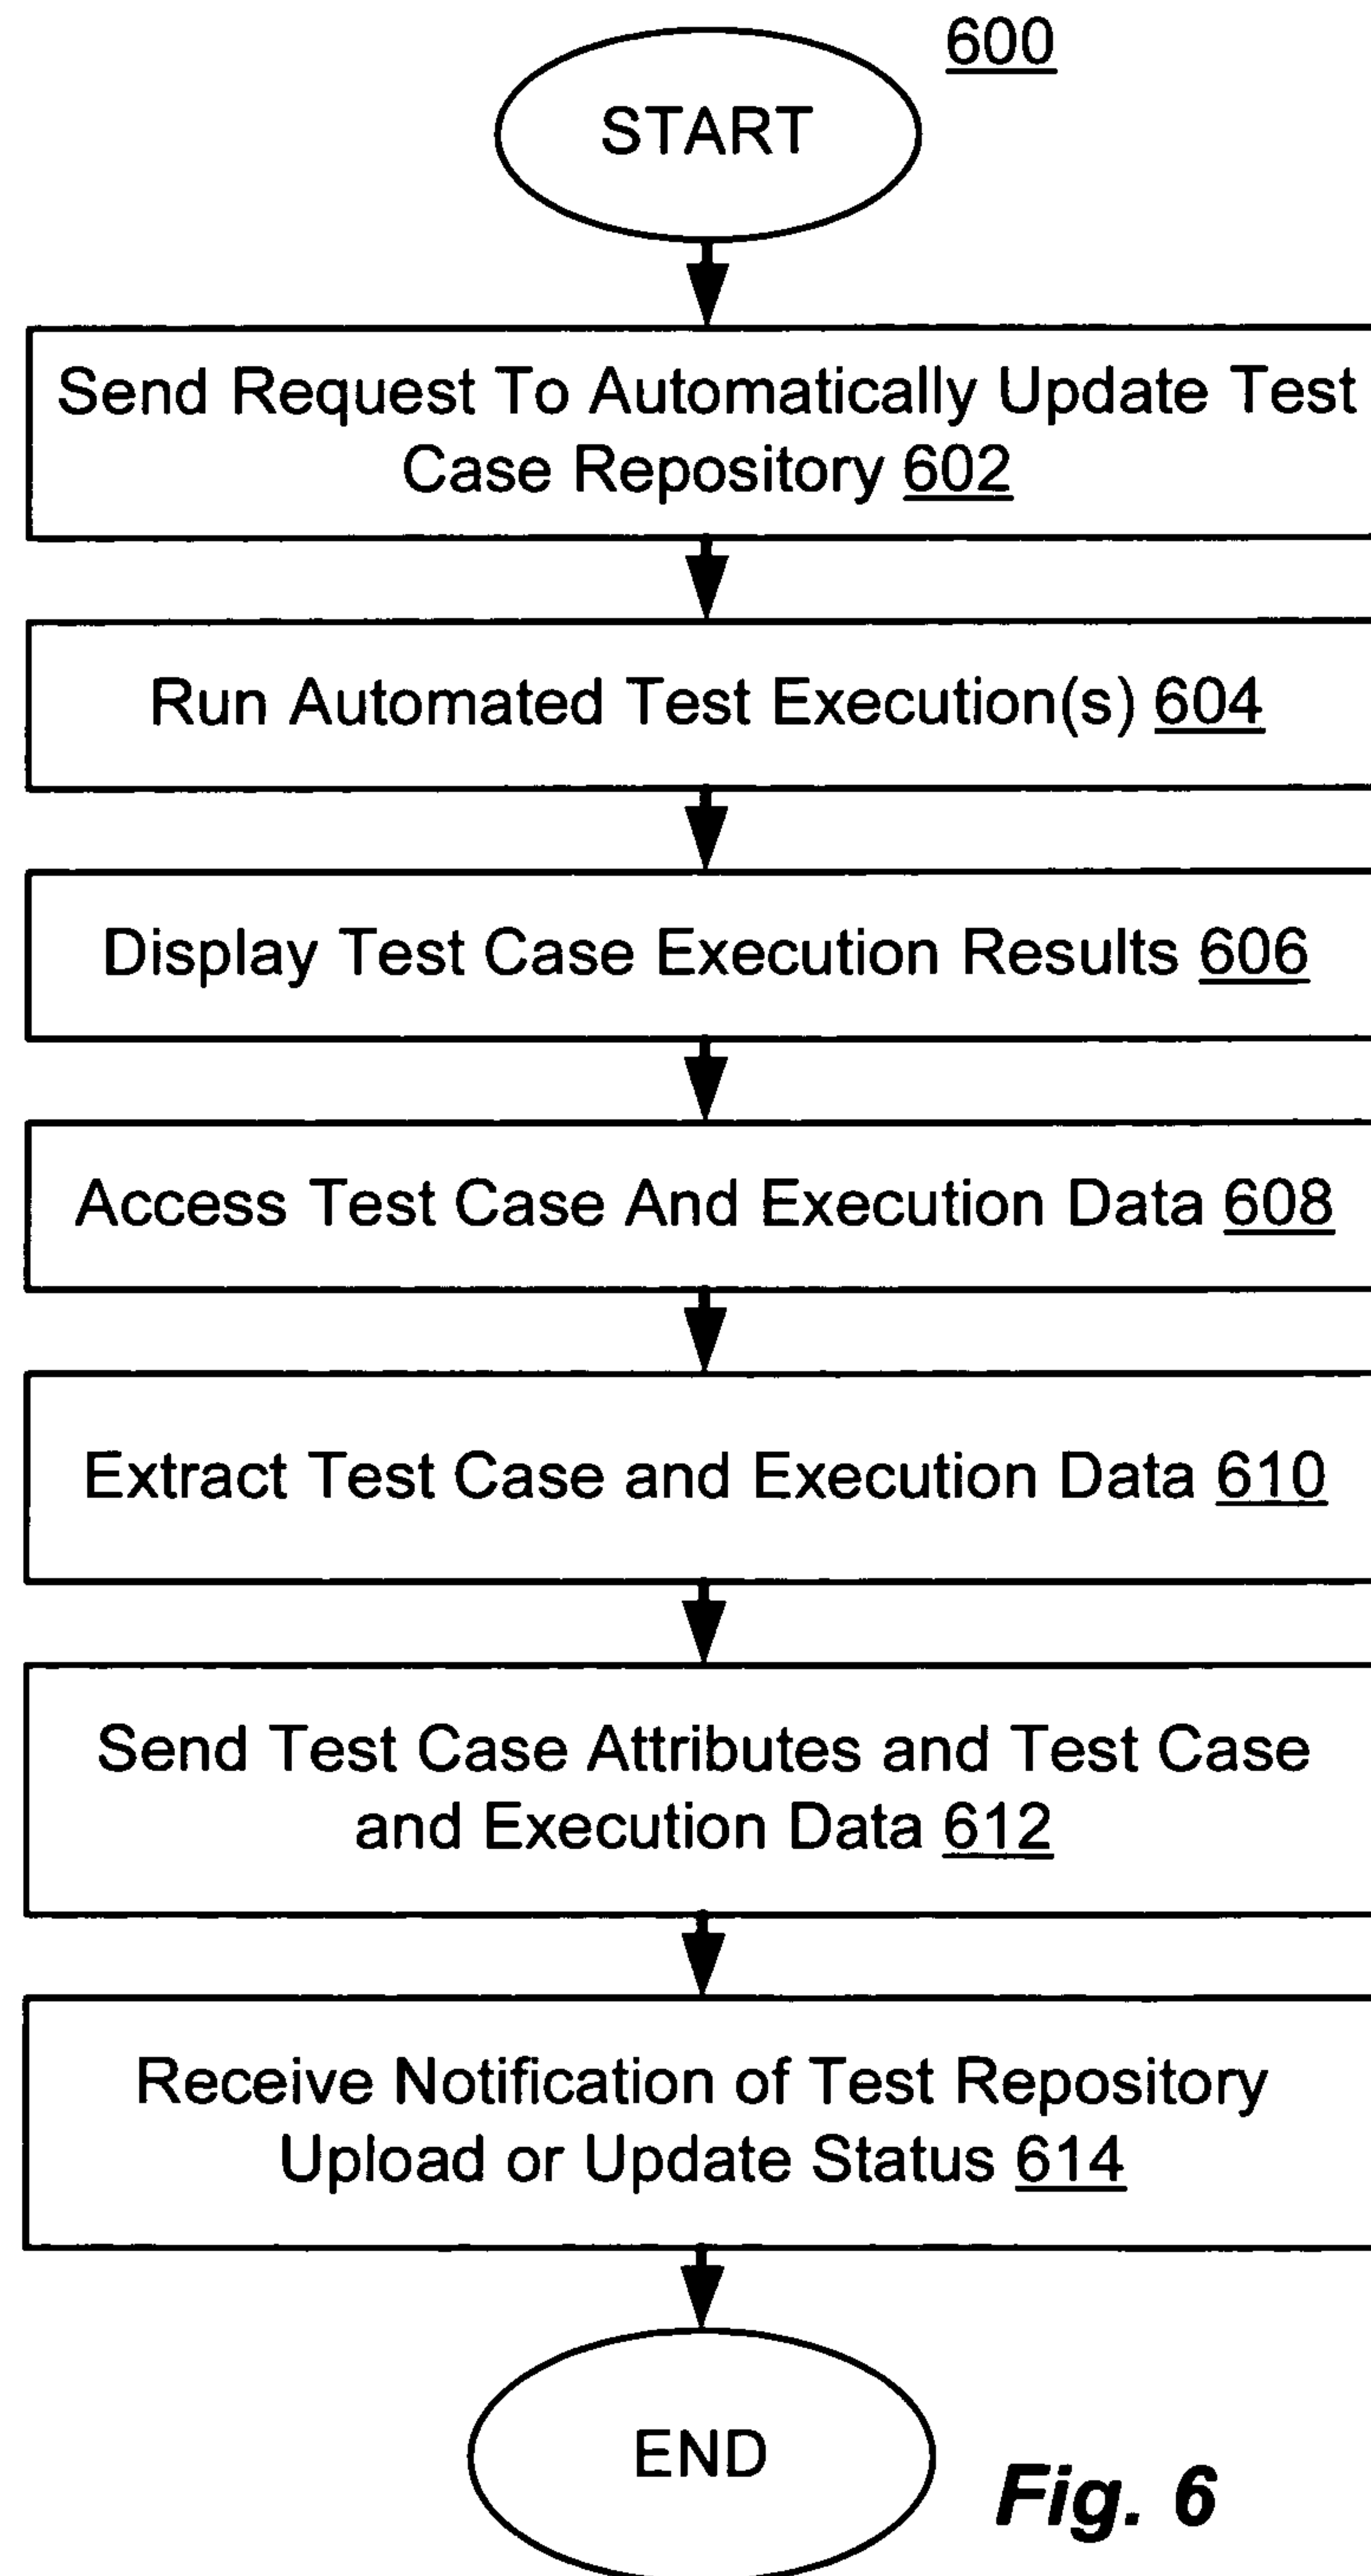 600
START
Send Request To Automatically Update Test
Case Repository 602
Run Automated Test Execution(s) 604
Display Test Case Execution Results 606
Access Test Case And Execution Data 608
Extract Test Case and Execution Data 610
Send Test Case Attributes and Test Case
and Execution Data 612
Receive Notification of Test Repository
Upload or Update Status 614
END
Fig. 6